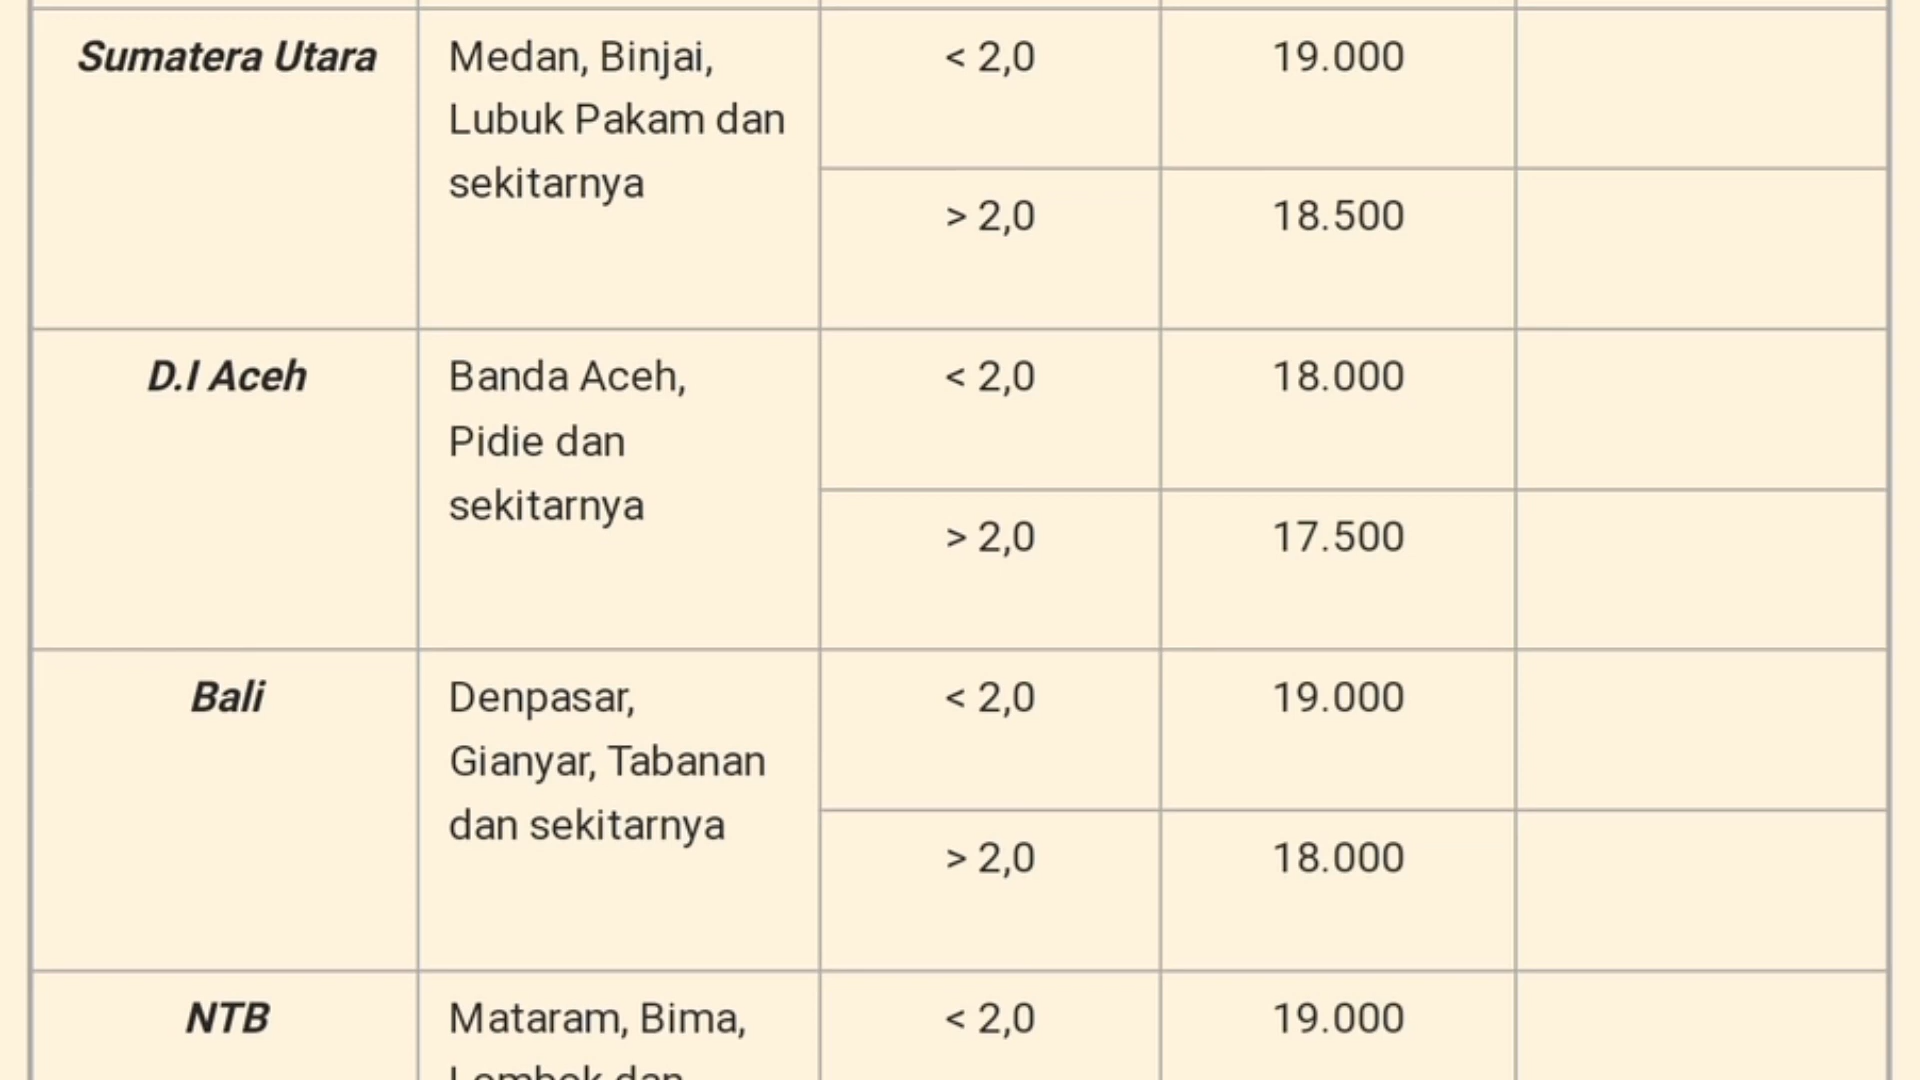 Sumatera Utara
Medan, Binjai,
Lubuk Pakam dan
sekitarnya
< 2,0
19.000
> 2,0
18.500
D.I Aceh
Banda Aceh,
Pidie dan
sekitarnya
< 2,0
18.000
> 2,0
17.500
Bali
Denpasar,
Gianyar, Tabanan
dan sekitarnya
< 2,0
19.000
> 2,0
18.000
NTB
Mataram, Bima,
Lombok dan
< 2,0
19.000